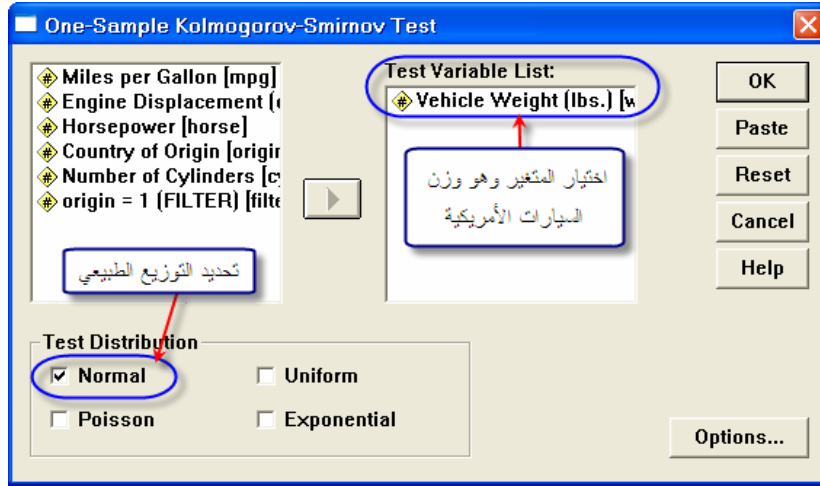 One-Sample Kolmogorov-Smirnov Test
Miles per Gallon [mpg]
Engine Displacement (
Horsepower [horse]
Country of Origin [origin
Number of Cylinders [c
origin = 1 (FILTER) [filte
تحديد التوزيع الطبيعي
Test Variable List:
Vehicle Weight (lbs.) [w
اختيار المتغير وهو وزن
السيارات الأمريكية
OK
Paste
Reset
Cancel
Help
Test Distribution
Normal
Uniform
Poisson
Exponential
Options...